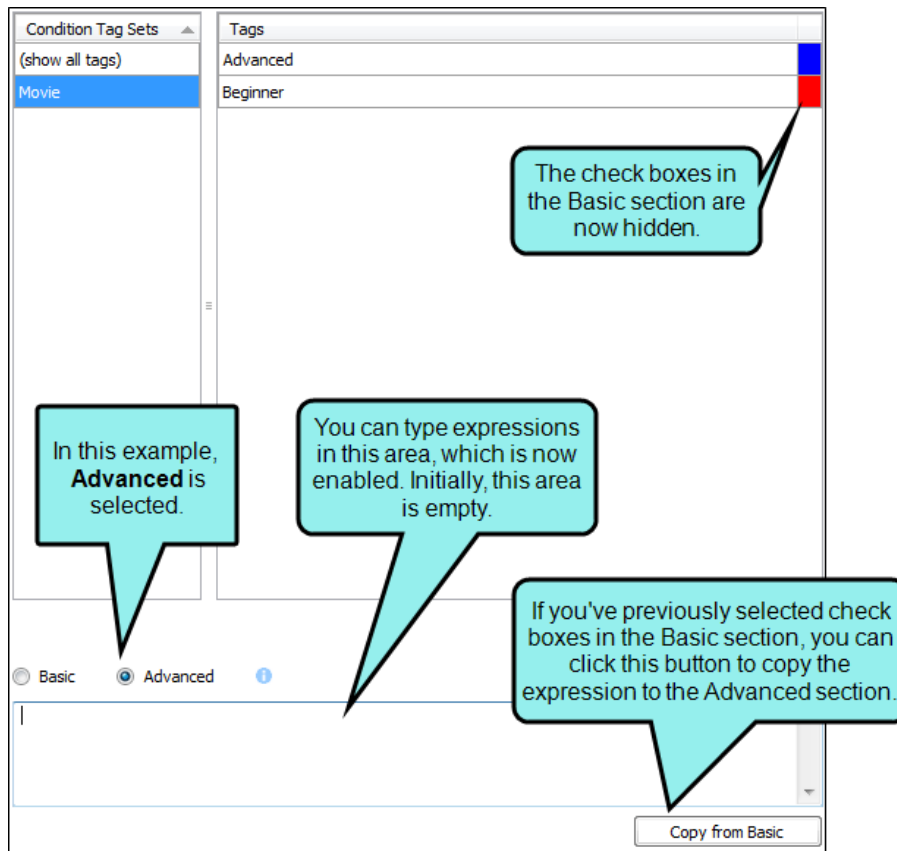 Condition Tag Sets
Tags
(show all tags)
Advanced
Movie
Beginner
The check boxes in
the Basic section are
now hidden.
In this example,
Advanced is
selected.
You can type expressions
in this area, which is now
enabled. Initially, this area
is empty.
If you've previously selected check
boxes in the Basic section, you can
click this button to copy the
expression to the Advanced section.
Basic
Advanced
Copy from Basic